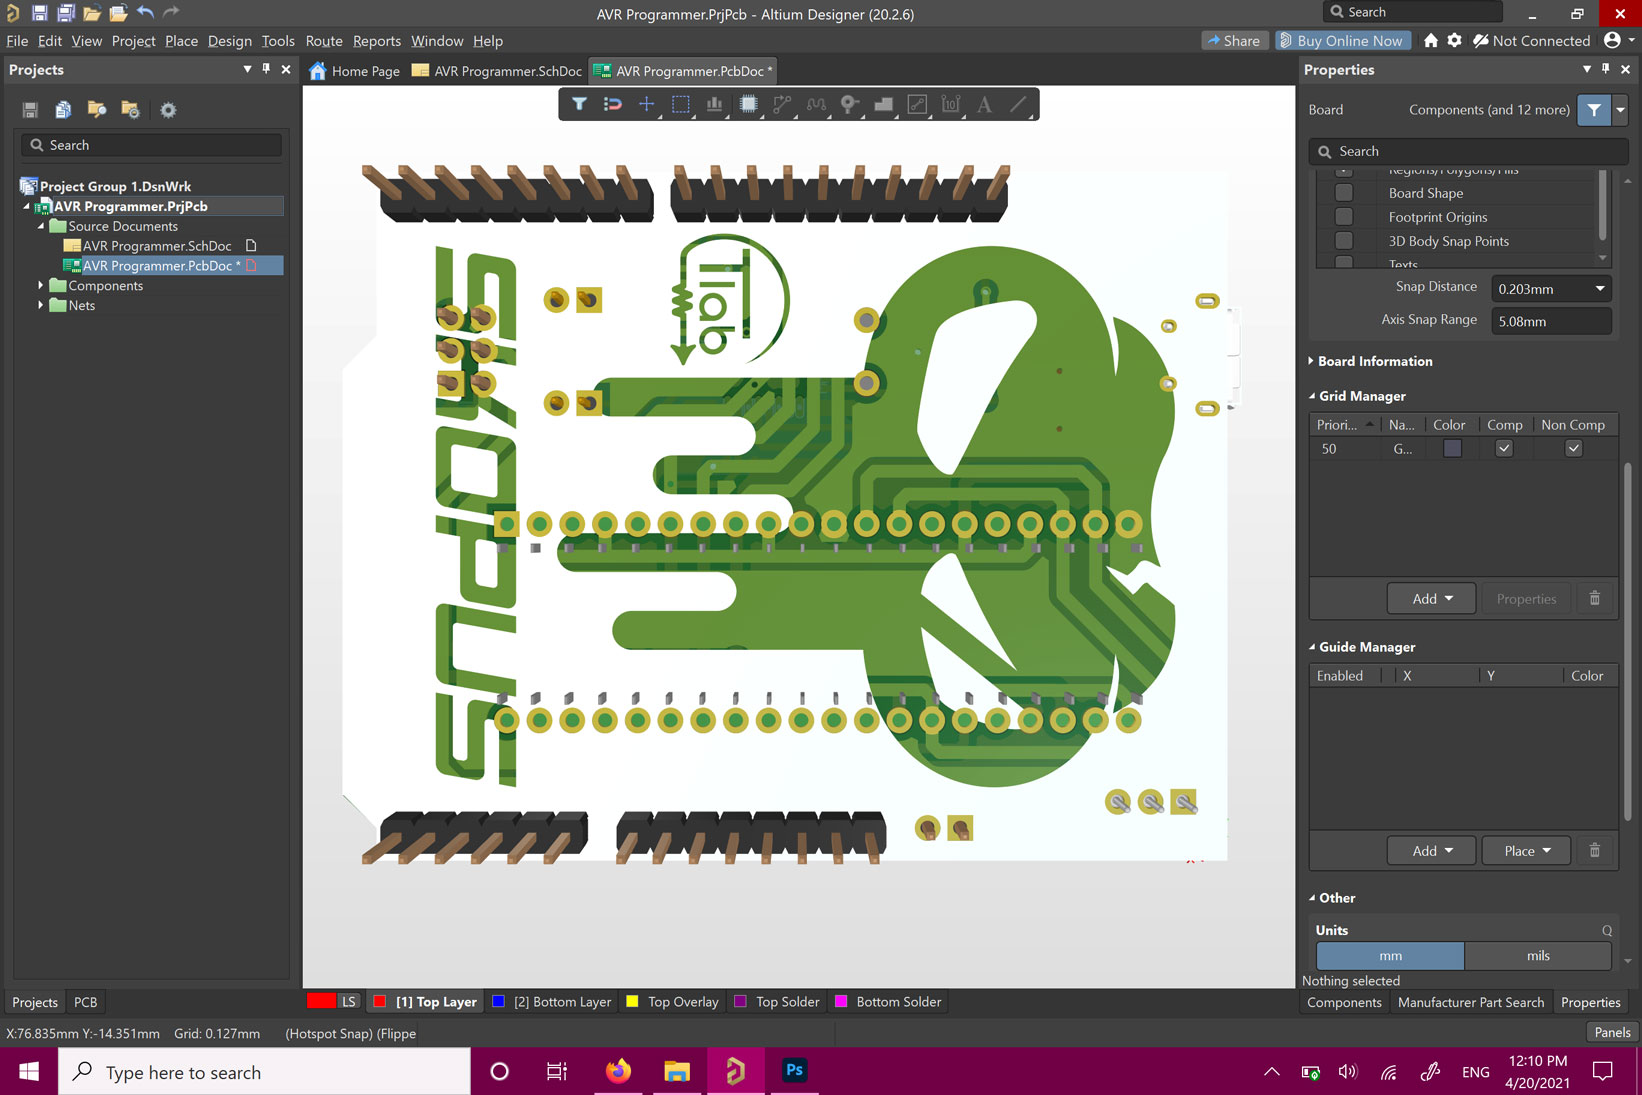 AVR Programmer.PrjPcb - Altium Designer (20.2.6)
Search
File Edit View Project Place Design Tools Route Reports Window Help
Share
Buy Online Now
Not Connected
Projects
Home Page
AVR Programmer.SchDoc
AVR Programmer.PcbDoc *
Properties
Board
Components (and 12 more)
Search
Search
Project Group 1.DsnWrk
AVR Programmer.PrjPcb
Source Documents
AVR Programmer.SchDoc
AVR Programmer.PcbDoc *
Components
Nets
10
A
1lab
Regions/Polygons/Fills
Board Shape
Footprint Origins
3D Body Snap Points
Texts
Snap Distance
0.203mm
Axis Snap Range
5.08mm
Board Information
Grid Manager
Priori... Na... Color Comp Non Comp
50 G...
Add
Properties
Guide Manager
Enabled X Y Color
Add
Place
Other
Units
Q
mm
mils
Nothing selected
Projects PCB
LS [1] Top Layer [2] Bottom Layer Top Overlay Top Solder Bottom Solder
Components Manufacturer Part Search Properties
X:76.835mm Y:-14.351mm Grid: 0.127mm (Hotspot Snap) (Flippe
Panels
Type here to search
Ps
ENG
12:10 PM
4/20/2021